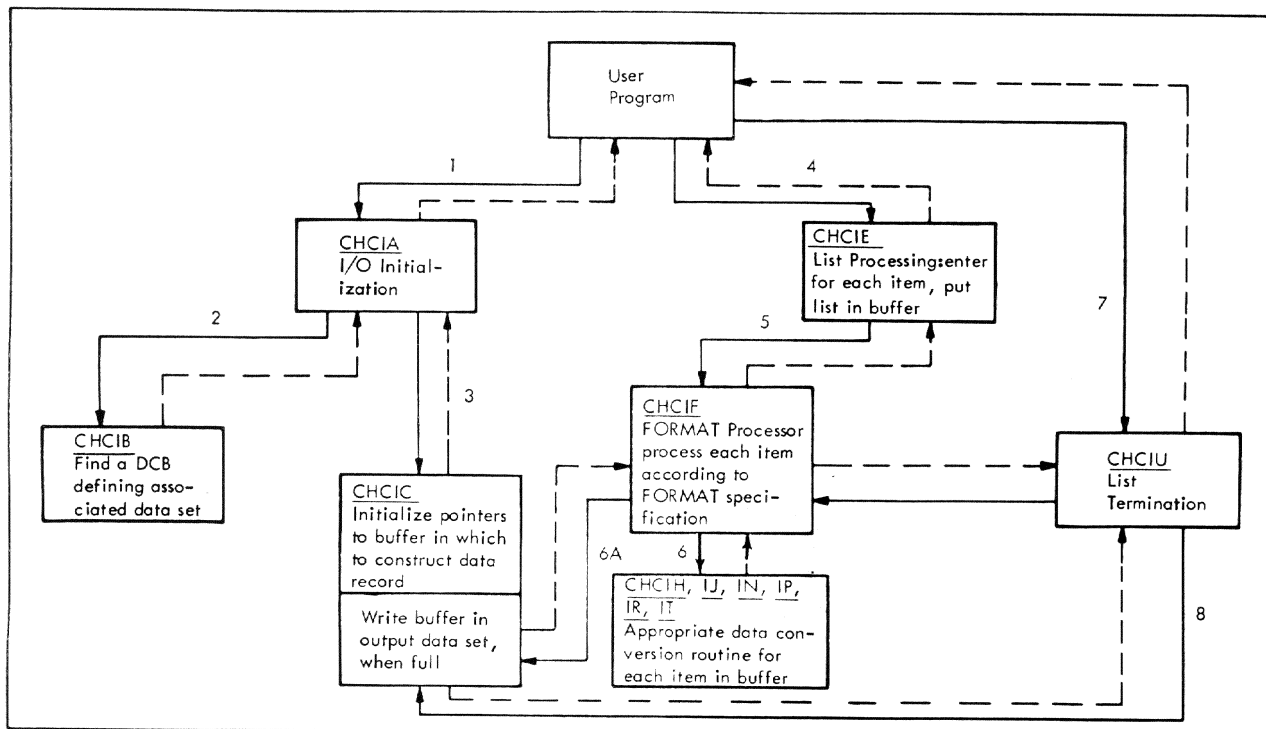 User
Program
1
4
CHCIA
I/O Initial-
ization
CHCIE
List Processing:enter
for each item, put
list in buffer
2
5
7
3
CHCIB
Find a DCB
defining asso-
ciated data set
CHCIF
FORMAT Processor
process each item
according to
FORMAT speci-
fication
CHCIU
List
Termination
CHCIC
Initialize pointers
to buffer in which
to construct data
record
6A
6
8
Write buffer in
output data set,
when full
CHCIH, IJ, IN, IP,
IR, IT
Appropriate data con-
version routine for
each item in buffer